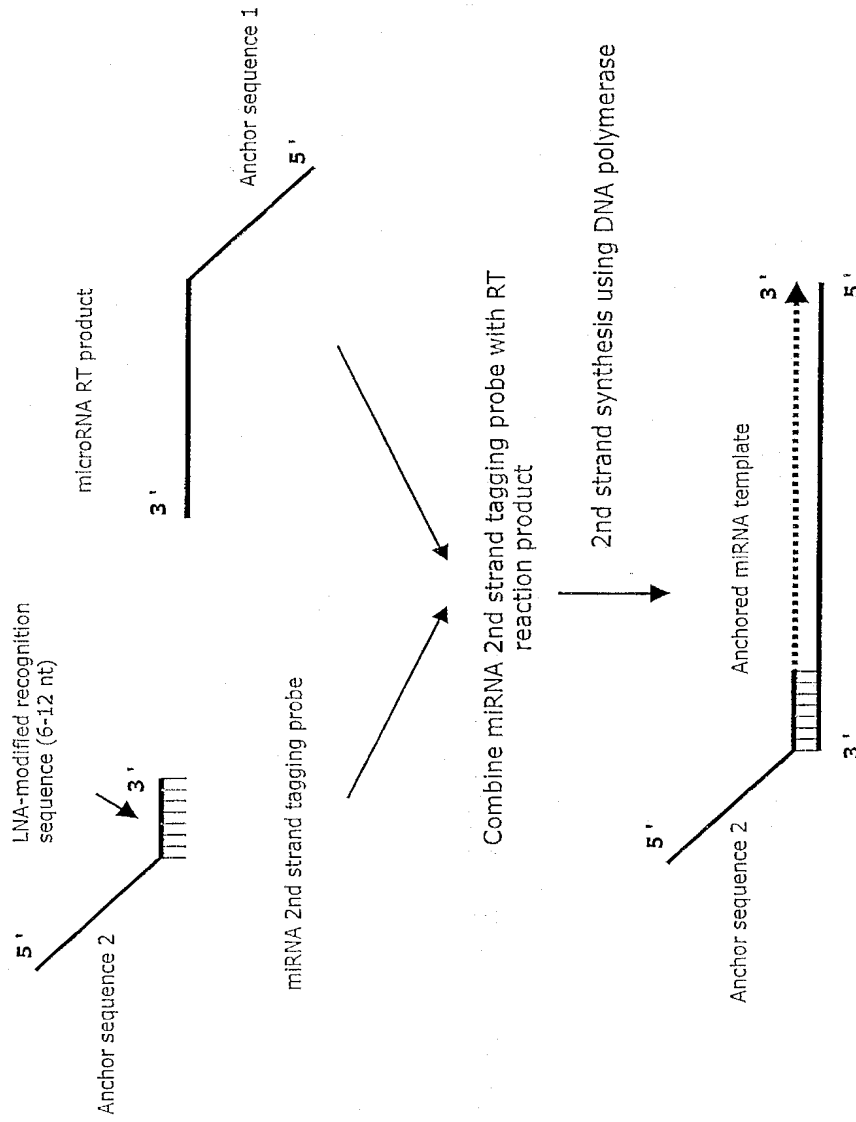 LNA-modified recognition
sequence (6-12 nt)
5'
3'
Anchor sequence 2
miRNA 2nd strand tagging probe
microRNA RT product
3'
Anchor sequence 1
5'
Combine miRNA 2nd strand tagging probe with RT
reaction product
2nd strand synthesis using DNA polymerase
5'
Anchor sequence 2
Anchored miRNA template
3'
3'
5'